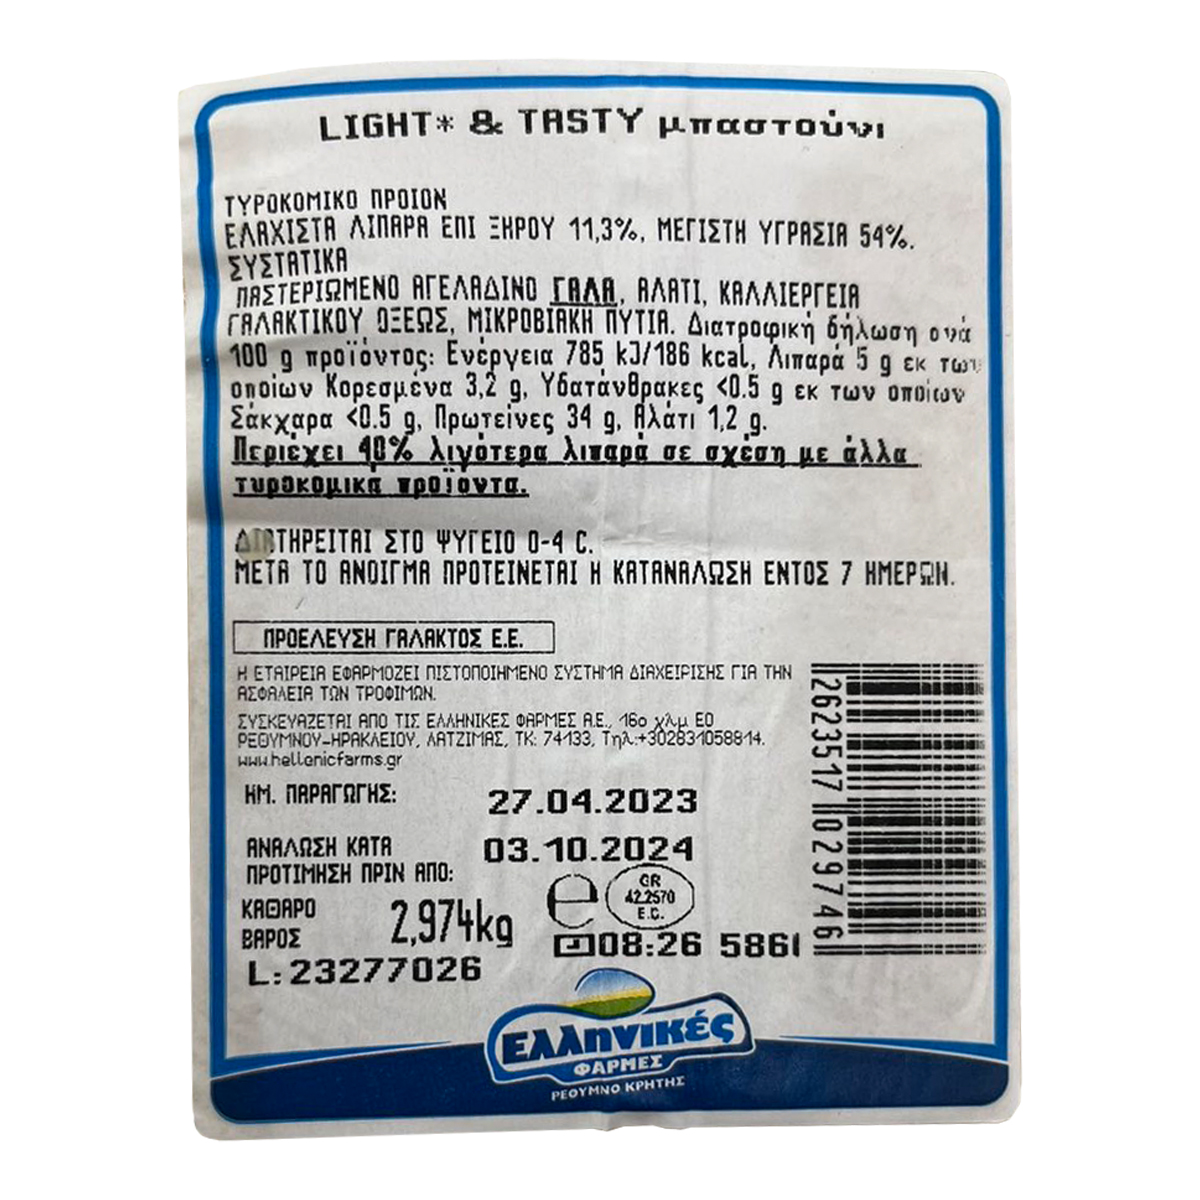 LIGHT* & TASTY μπαστούνι
ΤΥΡΟΚΟΜΙΚΟ ΠΡΟΙΟΝ
ΕΛΑΧΙΣΤΑ ΛΙΠΑΡΑ ΕΠΙ ΞΗΡΟΥ 11,3%, ΜΕΓΙΣΤΗ ΥΓΡΑΣΙΑ 54%.
ΣΥΣΤΑΤΙΚΑ
ΠΑΣΤΕΡΙΩΜΕΝΟ ΑΓΕΛΑΔΙΝΟ ΓΑΛΑ, ΑΛΑΤΙ, ΚΑΛΛΙΕΡΓΕΙΑ
ΓΑΛΑΚΤΙΚΟΥ ΟΞΕΩΣ, ΜΙΚΡΟΒΙΑΚΗ ΠΥΤΙΑ. Διατροφική δήλωση ανά
100 g προϊόντος: Ενέργεια 785 kJ/186 kcal, Λιπαρά 5 g εκ των
οποίων Κορεσμένα 3,2 g, Υδατάνθρακες <0.5 g εκ των οποίων
Σάκχαρα <0.5 g, Πρωτείνες 34 g, Αλάτι 1,2 g.
Περιέχει 40% λιγότερα λιπαρά σε σχέση με άλλα
τυροκομικά προϊόντα.
ΔΙΑΤΗΡΕΙΤΑΙ ΣΤΟ ΨΥΓΕΙΟ 0-4 C.
ΜΕΤΑ ΤΟ ΑΝΟΙΓΜΑ ΠΡΟΤΕΙΝΕΤΑΙ Η ΚΑΤΑΝΑΛΩΣΗ ΕΝΤΟΣ 7 ΗΜΕΡΩΝ.
ΠΡΟΕΛΕΥΣΗ ΓΑΛΑΚΤΟΣ Ε.Ε.
Η ΕΤΑΙΡΕΙΑ ΕΦΑΡΜΟΖΕΙ ΠΙΣΤΟΠΟΙΗΜΕΝΟ ΣΥΣΤΗΜΑ ΔΙΑΧΕΙΡΙΣΗΣ ΓΙΑ ΤΗΝ
ΑΣΦΑΛΕΙΑ ΤΩΝ ΤΡΟΦΙΜΩΝ.
ΣΥΣΚΕΥΑΖΕΤΑΙ ΑΠΟ ΤΙΣ ΕΛΛΗΝΙΚΕΣ ΦΑΡΜΕΣ Α.Ε., 16ο χλμ ΕΟ
ΡΕΘΥΜΝΟΥ-ΗΡΑΚΛΕΙΟΥ, ΛΑΤΖΙΜΑΣ, ΤΚ: 74133, Τηλ:+302831058814.
www.hellenicfarms.gr
ΗΜ. ΠΑΡΑΓΩΓΗΣ: 27.04.2023
ΑΝΑΛΩΣΗ ΚΑΤΑ
ΠΡΟΤΙΜΗΣΗ ΠΡΙΝ ΑΠΟ: 03.10.2024
ΚΑΘΑΡΟ
ΒΑΡΟΣ 2,974kg
e
GR
42.2570
E.C.
08:26 586
L:23277026
2623517029746
Ελληνικές
ΦΑΡΜΕΣ
ΡΕΘΥΜΝΟ ΚΡΗΤΗΣ